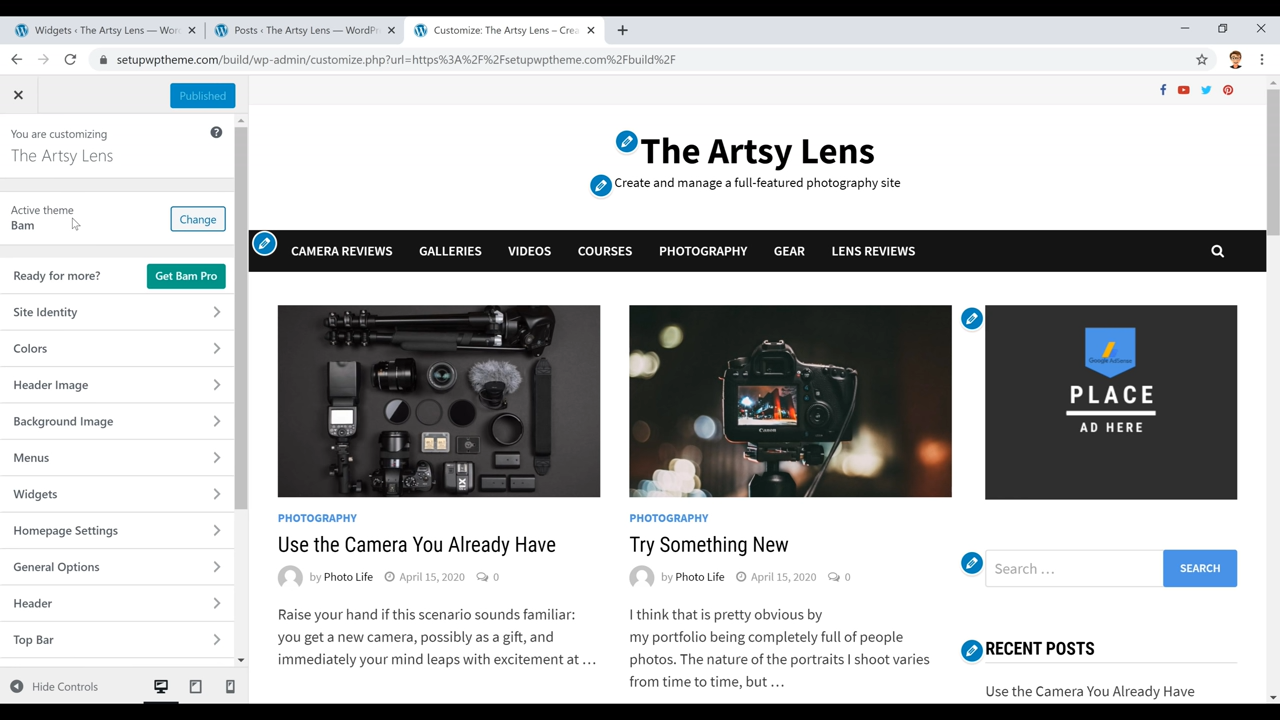 Widgets ‹ The Artsy Lens — Wor
Posts ‹ The Artsy Lens — WordPr
Customize: The Artsy Lens – Crea
setupwptheme.com/build/wp-admin/customize.php?url=https%3A%2F%2Fsetupwptheme.com%2Fbuild%2F
Published
You are customizing
The Artsy Lens
Active theme
Bam
Change
Ready for more?
Get Bam Pro
Site Identity
Colors
Header Image
Background Image
Menus
Widgets
Homepage Settings
General Options
Header
Top Bar
Hide Controls
The Artsy Lens
Create and manage a full-featured photography site
CAMERA REVIEWS GALLERIES VIDEOS COURSES PHOTOGRAPHY GEAR LENS REVIEWS
PHOTOGRAPHY
Use the Camera You Already Have
by Photo Life April 15, 2020 0
Raise your hand if this scenario sounds familiar:
you get a new camera, possibly as a gift, and
immediately your mind leaps with excitement at …
Canon
PHOTOGRAPHY
Try Something New
by Photo Life April 15, 2020 0
I think that is pretty obvious by
my portfolio being completely full of people
photos. The nature of the portraits I shoot varies
from time to time, but …
Google AdSense
PLACE
AD HERE
Search …
SEARCH
RECENT POSTS
Use the Camera You Already Have